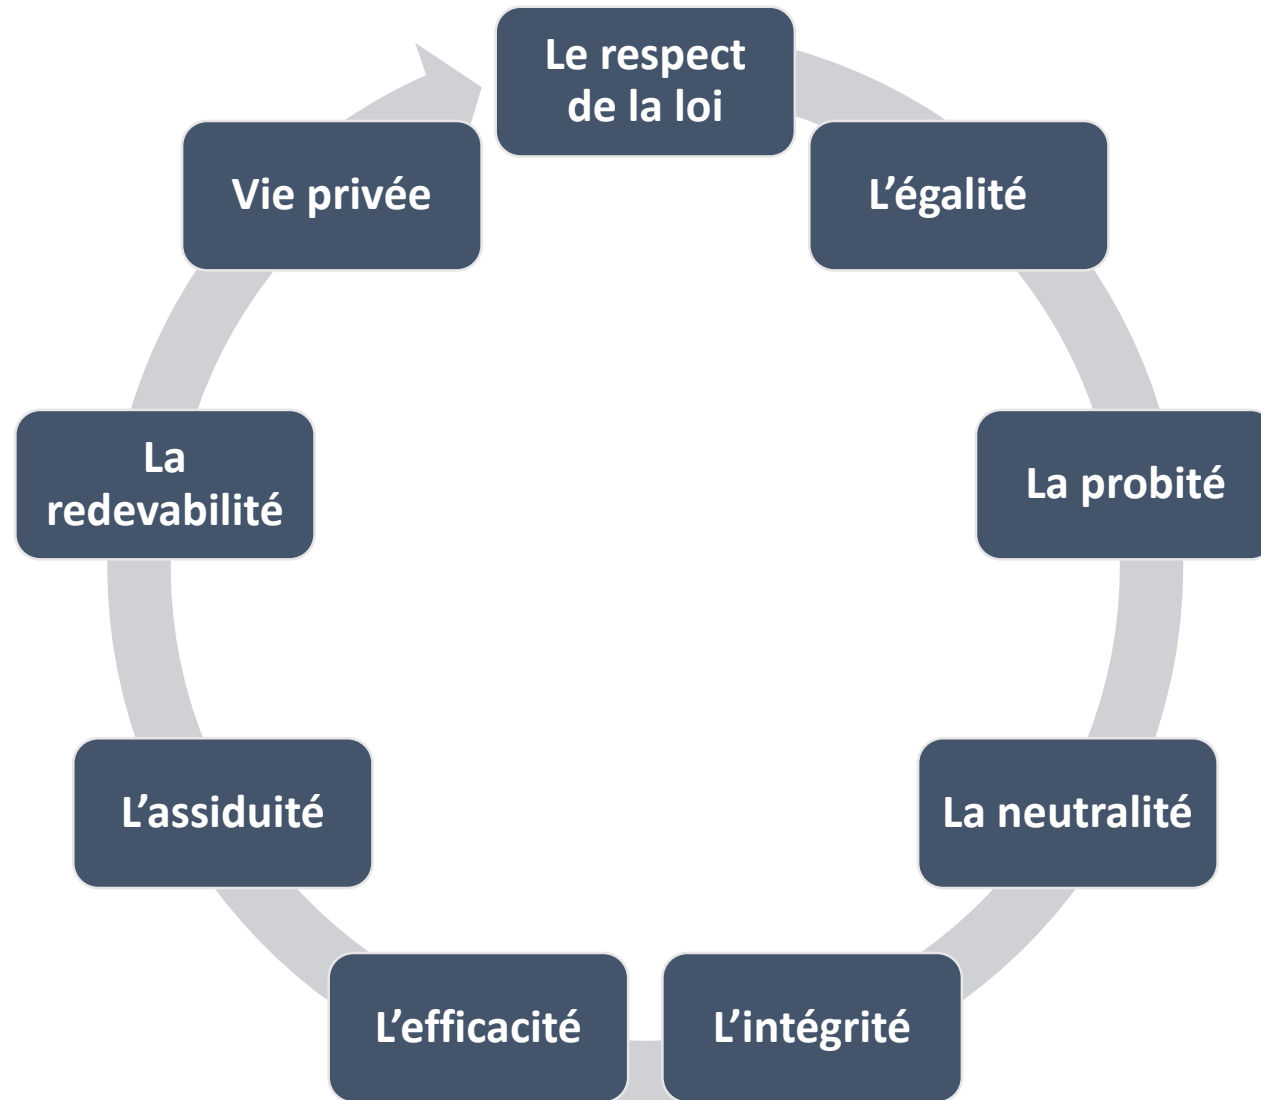 Le respect
de la loi
L’égalité
La probité
La neutralité
L’intégrité
L’efficacité
L’assiduité
La
redevabilité
Vie privée